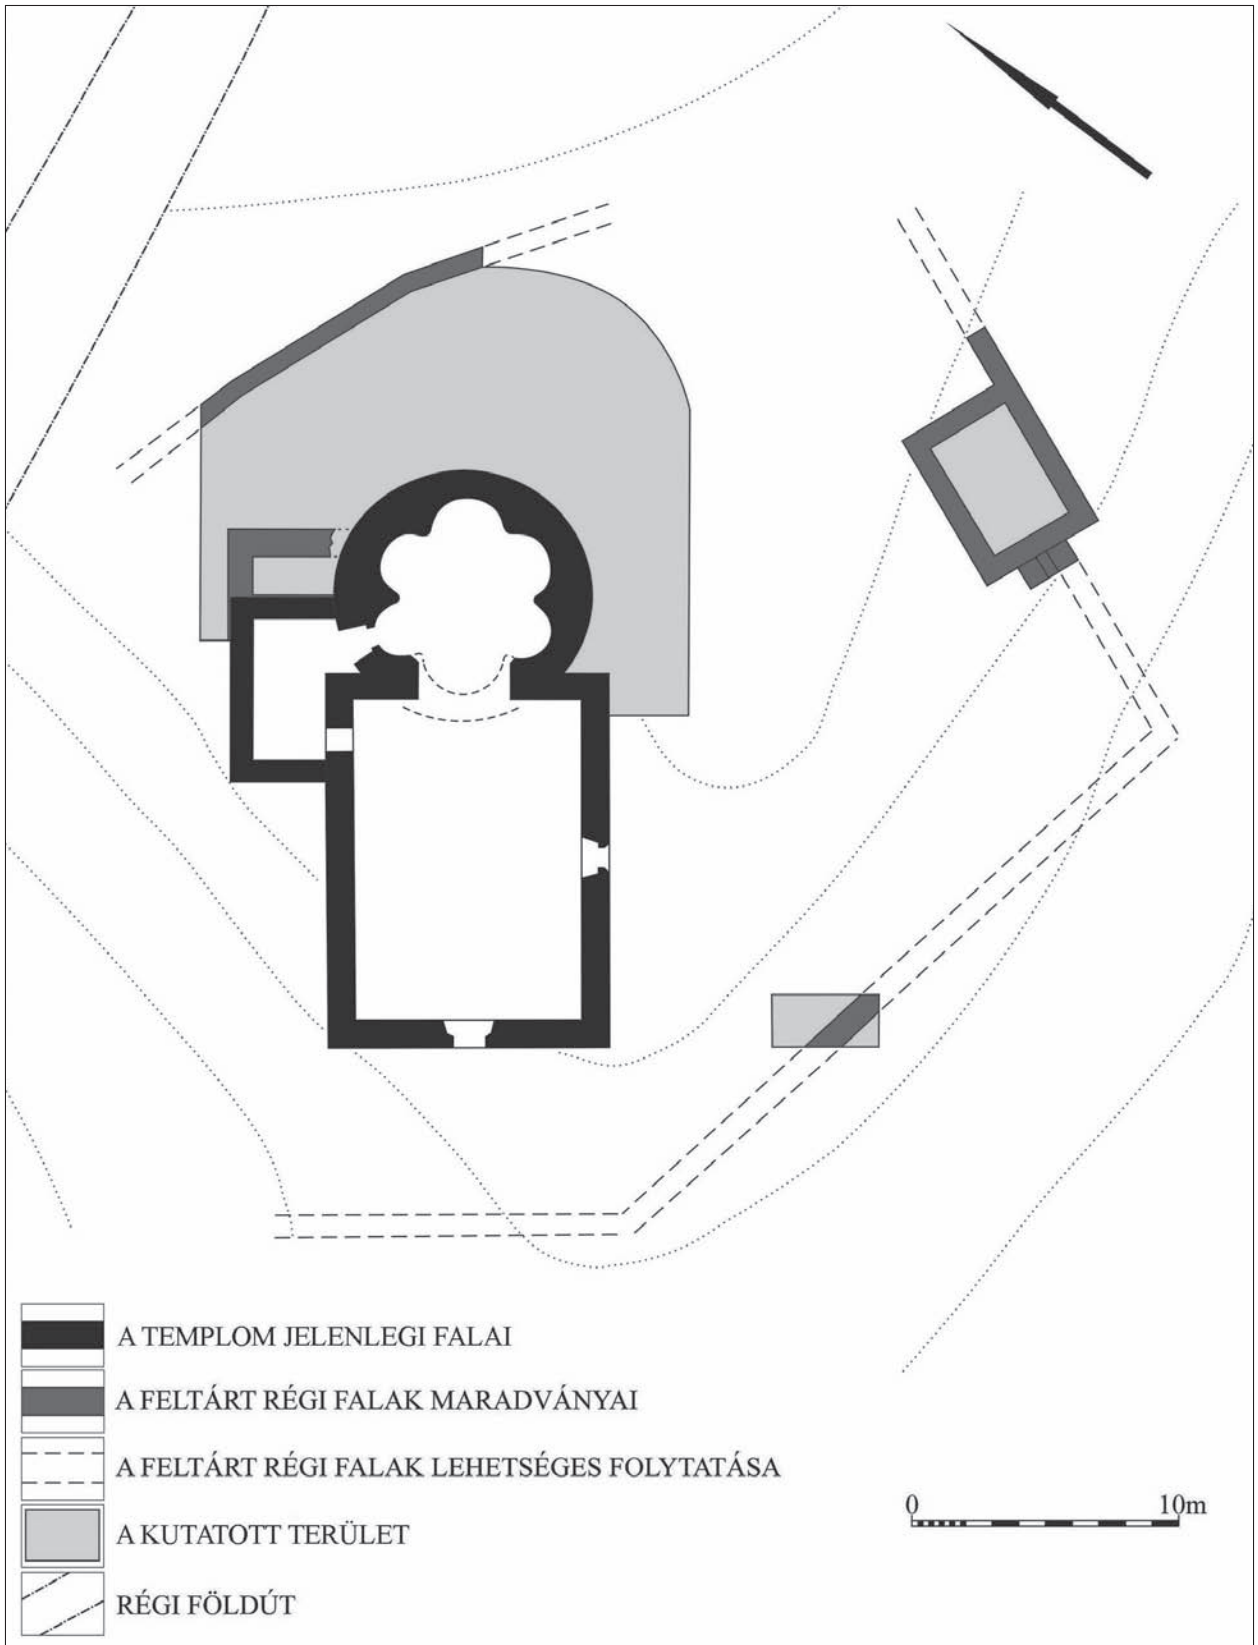 A TEMPLOM JELENLEGI FALAI
A FELTÁRT RÉGI FALAK MARADVÁNYAI
A FELTÁRT RÉGI FALAK LEHETSÉGES FOLYTATÁSA
A KUTATOTT TERÜLET
RÉGI FÖLDÚT
0 10m